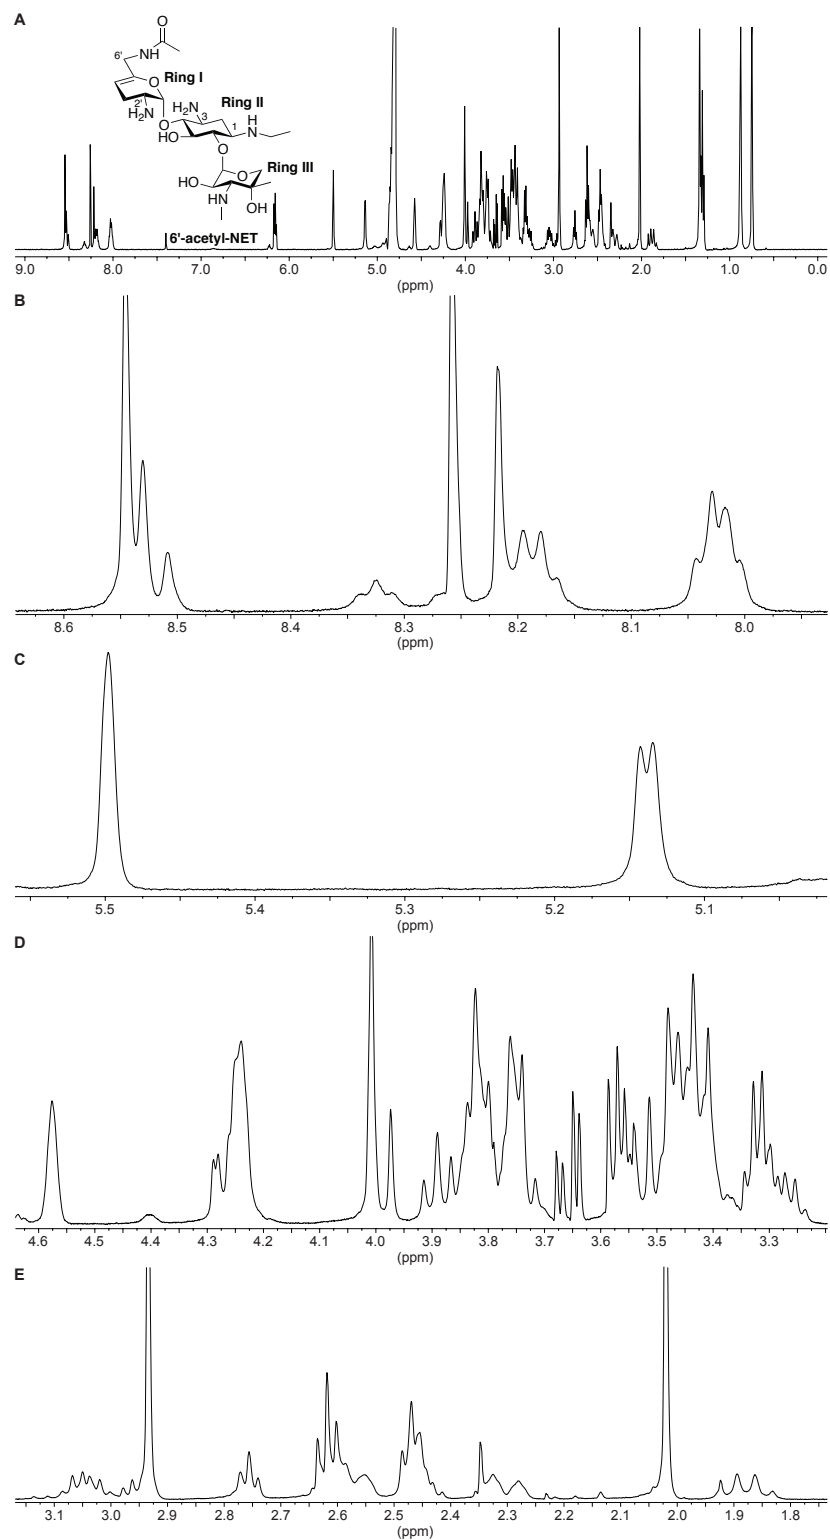 A
O
6'
NH
O
Ring I
2'
H2N
H2N
Ring II
3
O
1
H
HO
N
O
O
Ring III
HO
HN
OH
6'-acetyl-NET
9.0 8.0 7.0 6.0 5.0 4.0 3.0 2.0 1.0 0.0
(ppm)
B
8.6 8.5 8.4 8.3 8.2 8.1 8.0
(ppm)
C
5.5 5.4 5.3 5.2 5.1
(ppm)
D
4.6 4.5 4.4 4.3 4.2 4.1 4.0 3.9 3.8 3.7 3.6 3.5 3.4 3.3
(ppm)
E
3.1 3.0 2.9 2.8 2.7 2.6 2.5 2.4 2.3 2.2 2.1 2.0 1.9 1.8
(ppm)